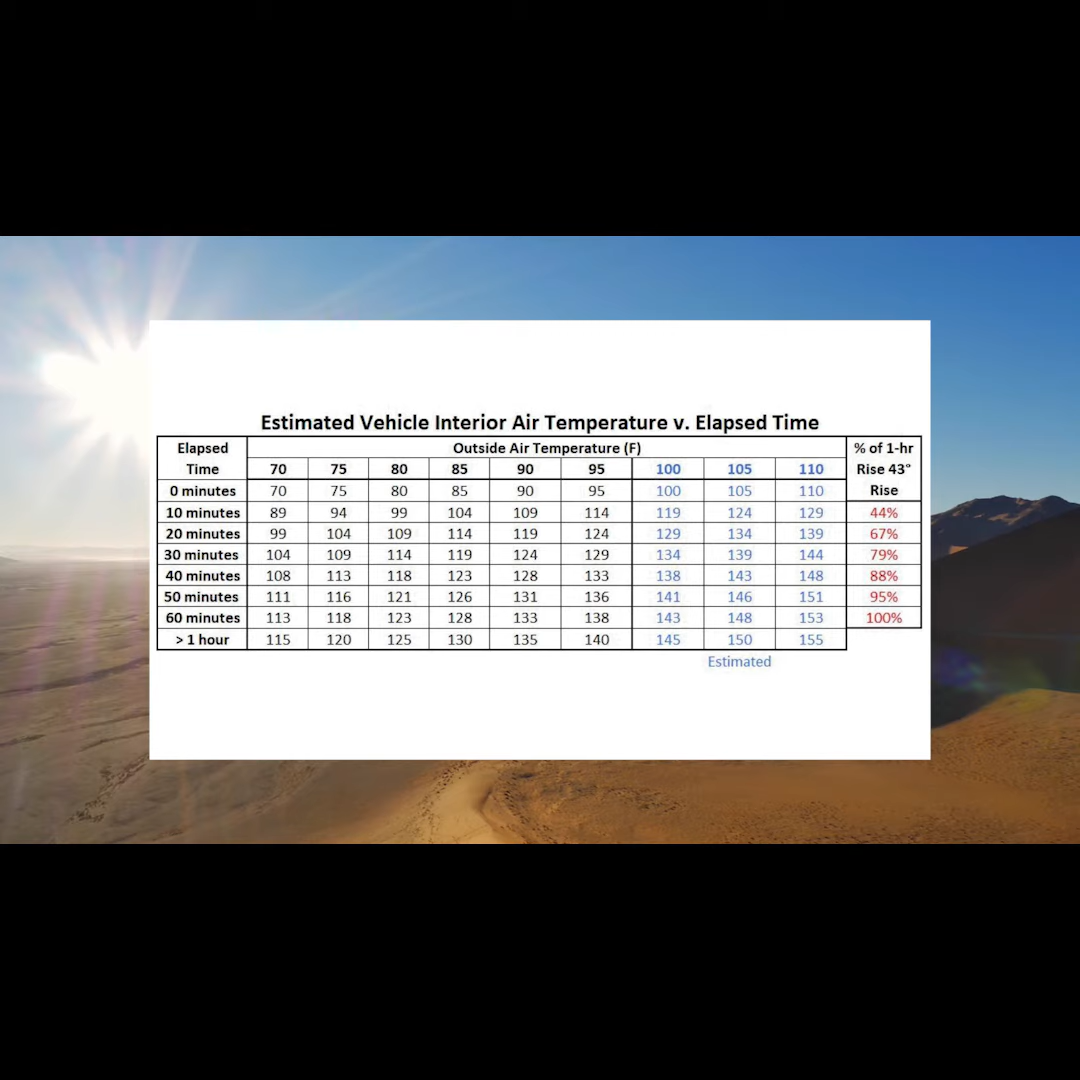 Estimated Vehicle Interior Air Temperature v. Elapsed Time
Elapsed Outside Air Temperature (F) % of 1-hr
Time 70 75 80 85 90 95 100 105 110 Rise 43°
0 minutes 70 75 80 85 90 95 100 105 110 Rise
10 minutes 89 94 99 104 109 114 119 124 129 44%
20 minutes 99 104 109 114 119 124 129 134 139 67%
30 minutes 104 109 114 119 124 129 134 139 144 79%
40 minutes 108 113 118 123 128 133 138 143 148 88%
50 minutes 111 116 121 126 131 136 141 146 151 95%
60 minutes 113 118 123 128 133 138 143 148 153 100%
> 1 hour 115 120 125 130 135 140 145 150 155
Estimated